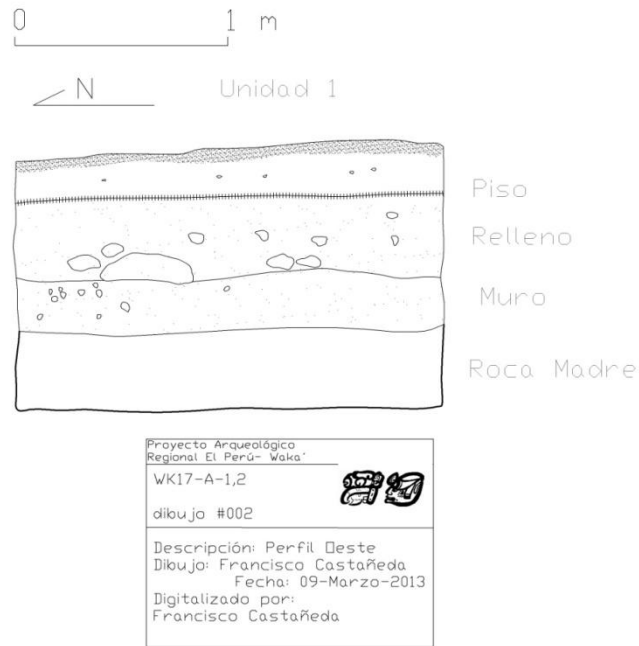 0 1 m
N Unidad 1
Piso
Relleno
Muro
Roca Madre
Proyecto Arqueológico
Regional El Perú- Waka'
WK17-A-1,2
dibujo #002
Descripción: Perfil Oeste
Dibujo: Francisco Castañeda
Fecha: 09-Marzo-2013
Digitalizado por:
Francisco Castañeda